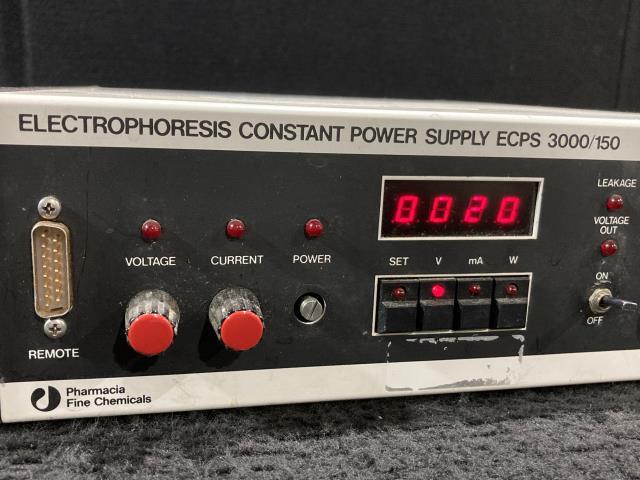 ELECTROPHORESIS CONSTANT POWER SUPPLY ECPS 3000/150
LEAKAGE
0020
VOLTAGE OUT
VOLTAGE CURRENT POWER
SET V mA W
ON
OFF
REMOTE
Pharmacia
Fine Chemicals